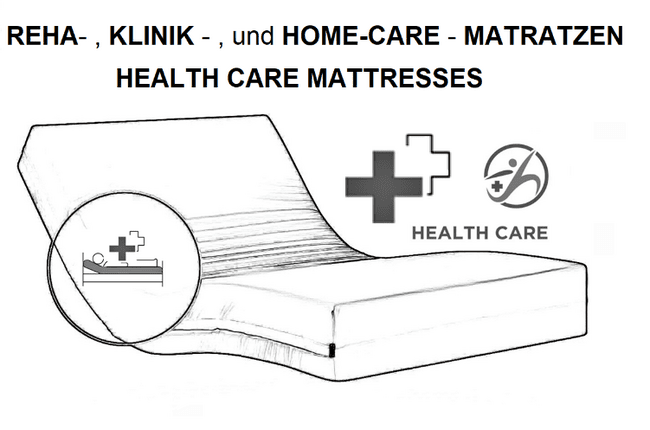 REHA- , KLINIK - , und HOME-CARE - MATRATZEN
HEALTH CARE MATTRESSES
HEALTH CARE